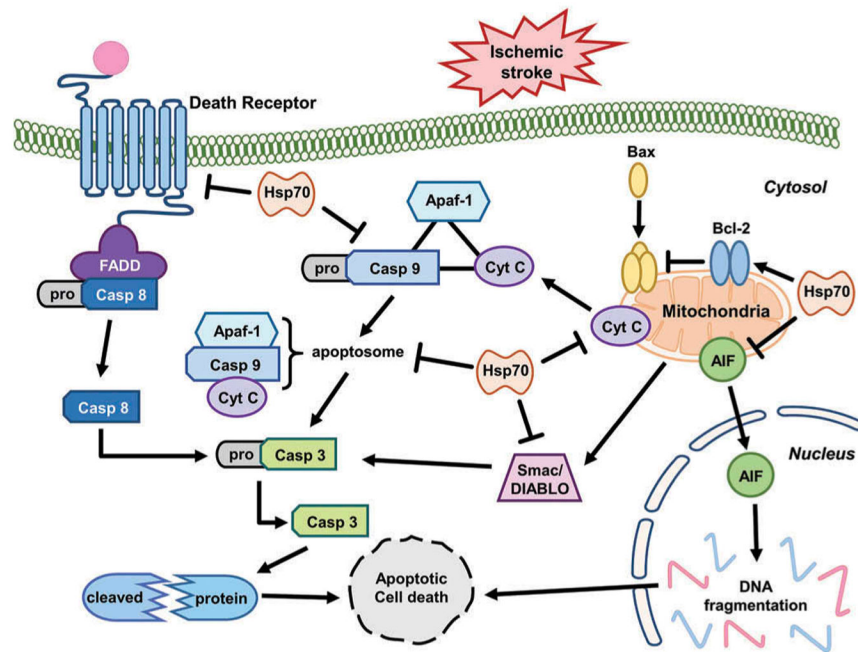 Ischemic
stroke
Death Receptor
Bax
Cytosol
Hsp70
Apaf-1
Bcl-2
FADD
pro
Casp 9
Cyt C
Hsp70
pro
Casp 8
Mitochondria
Cyt C
Apaf-1
Casp 9
Cyt C
apoptosome
Hsp70
AIF
Casp 8
Nucleus
pro
Casp 3
Smac/
DIABLO
AIF
Casp 3
cleaved
protein
Apoptotic
Cell death
DNA
fragmentation